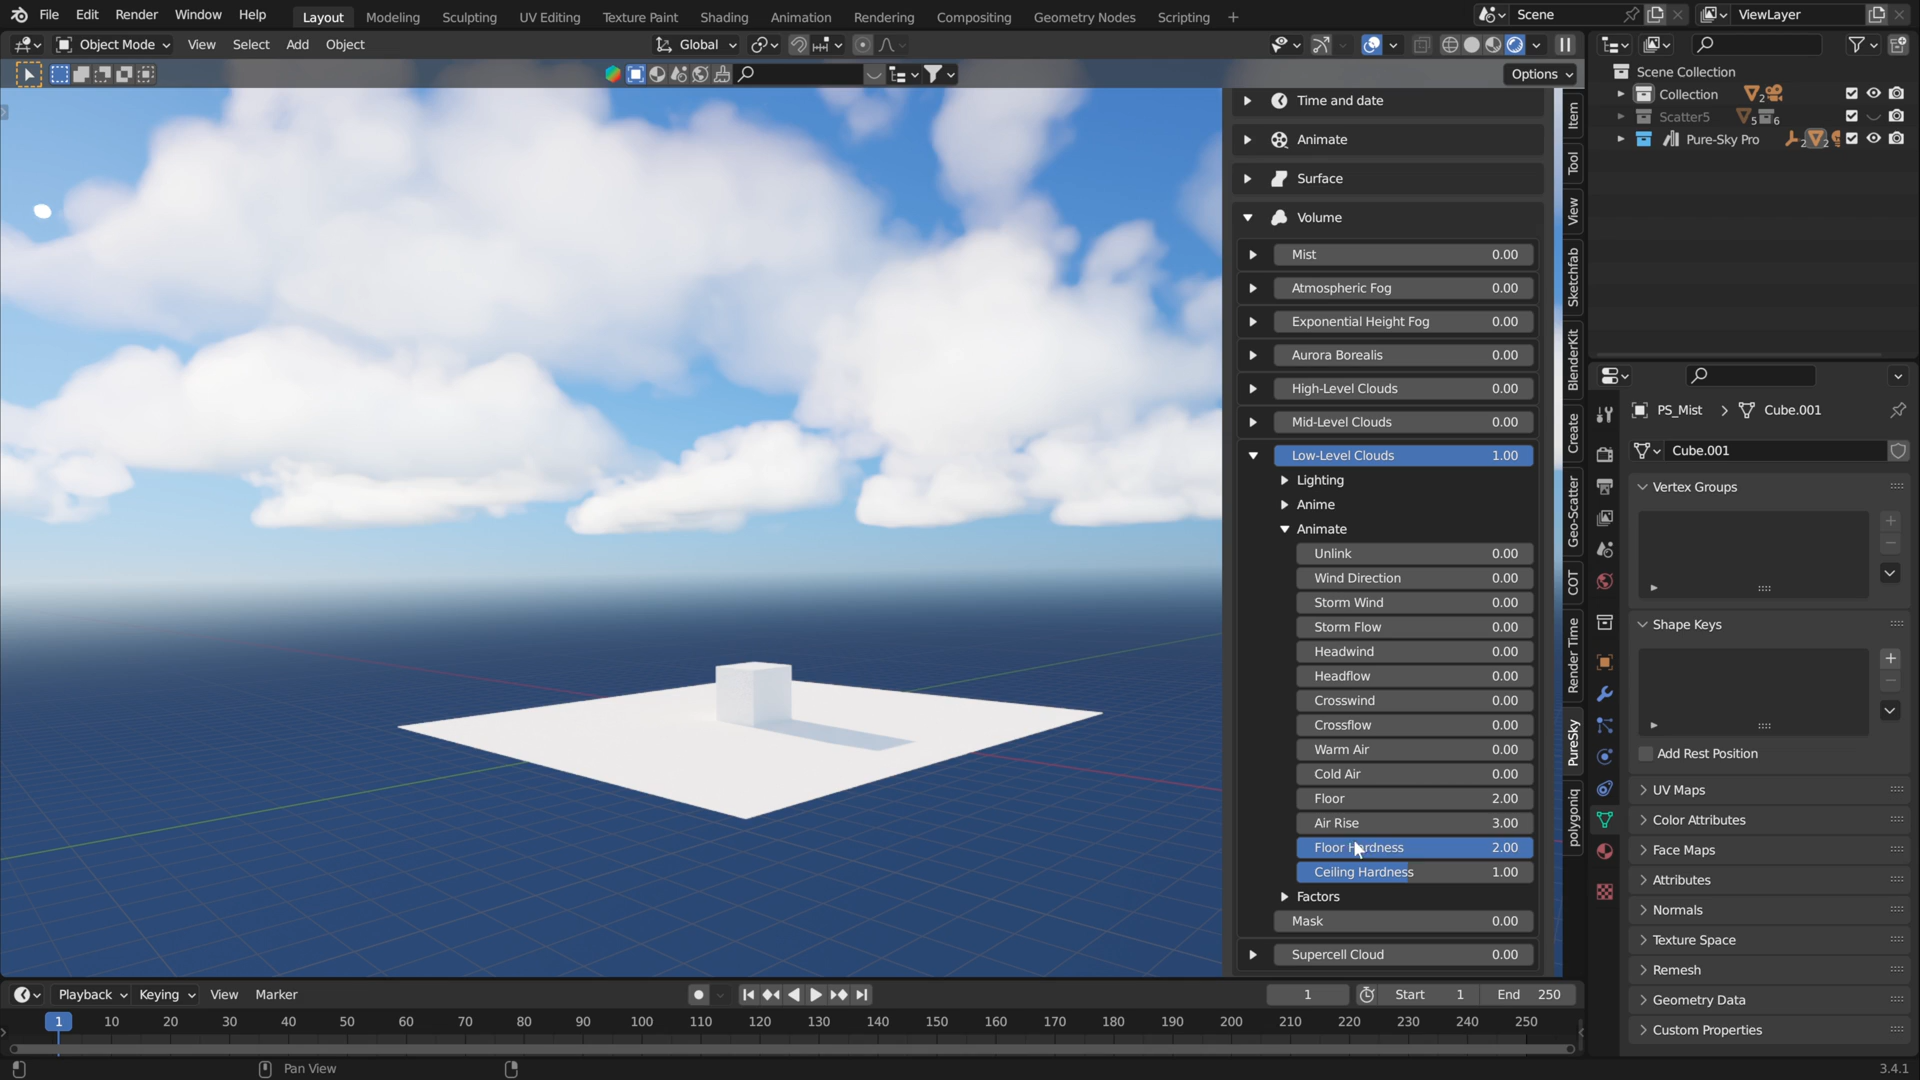 File Edit Render Window Help Layout Modeling Sculpting UV Editing Texture Paint Shading Animation Rendering Compositing Geometry Nodes Scripting + Scene ViewLayer
Object Mode View Select Add Object Global
Options
Time and date
Animate
Surface
Volume
Mist 0.00
Atmospheric Fog 0.00
Exponential Height Fog 0.00
Aurora Borealis 0.00
High-Level Clouds 0.00
Mid-Level Clouds 0.00
Low-Level Clouds 1.00
Lighting
Anime
Animate
Unlink 0.00
Wind Direction 0.00
Storm Wind 0.00
Storm Flow 0.00
Headwind 0.00
Headflow 0.00
Crosswind 0.00
Crossflow 0.00
Warm Air 0.00
Cold Air 0.00
Floor 2.00
Air Rise 3.00
Floor Hardness 2.00
Ceiling Hardness 1.00
Factors
Mask 0.00
Supercell Cloud 0.00
Item
Tool
View
Sketchfab
BlenderKit
Create
Geo-Scatter
COT
Render Time
PureSky
polygoniq
Scene Collection
Collection 2
Scatter5 5 6
Pure-Sky Pro 2 2
PS_Mist > Cube.001
Cube.001
Vertex Groups
Shape Keys
Add Rest Position
UV Maps
Color Attributes
Face Maps
Attributes
Normals
Texture Space
Remesh
Geometry Data
Custom Properties
Playback Keying View Marker 1 Start 1 End 250
1 10 20 30 40 50 60 70 80 90 100 110 120 130 140 150 160 170 180 190 200 210 220 230 240 250
Pan View 3.4.1